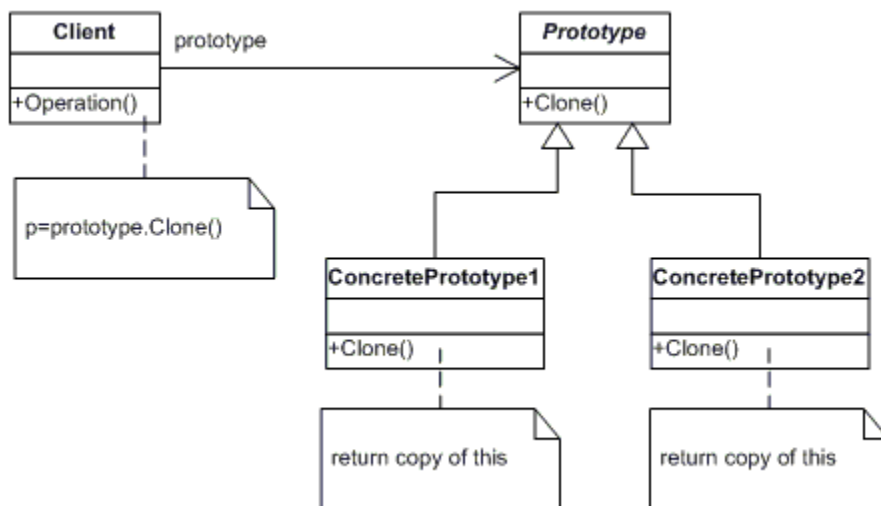 Client
prototype
Prototype
+Operation()
+Clone()
p=prototype.Clone()
ConcretePrototype1
ConcretePrototype2
+Clone()
+Clone()
return copy of this
return copy of this